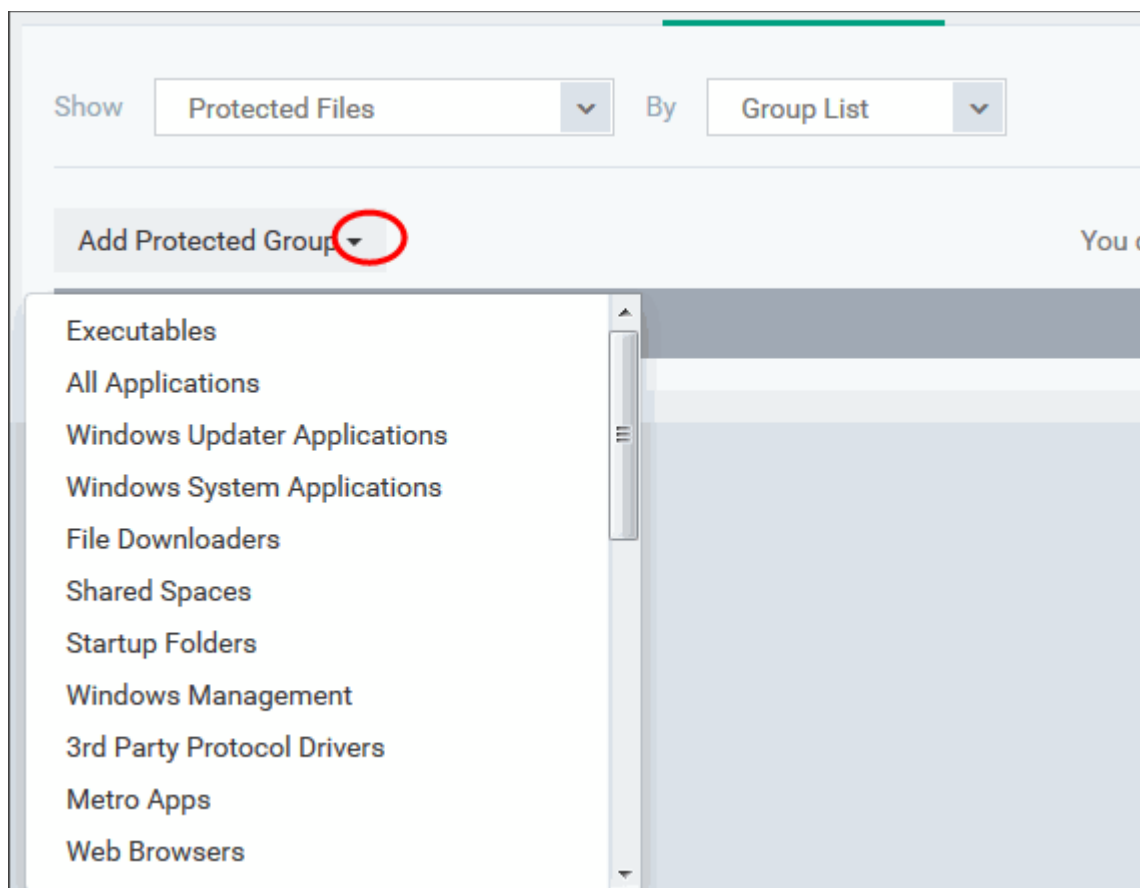 Show Protected Files By Group List
Add Protected Group You
Executables
All Applications
Windows Updater Applications
Windows System Applications
File Downloaders
Shared Spaces
Startup Folders
Windows Management
3rd Party Protocol Drivers
Metro Apps
Web Browsers